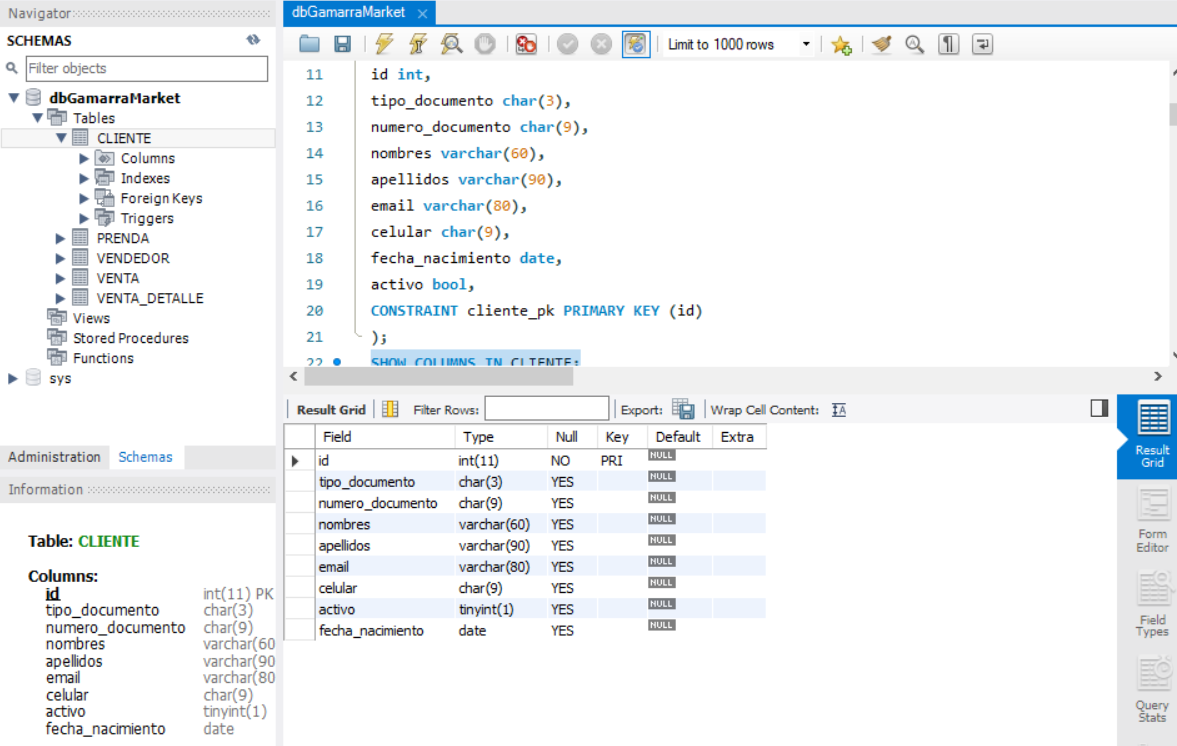 Navigator
SCHEMAS
Filter objects
dbGamarraMarket
Tables
CLIENTE
Columns
Indexes
Foreign Keys
Triggers
PRENDA
VENDEDOR
VENTA
VENTA_DETALLE
Views
Stored Procedures
Functions
sys
Administration Schemas
Information
Table: CLIENTE
Columns:
id int(11) PK
tipo_documento char(3)
numero_documento char(9)
nombres varchar(60
apellidos varchar(90
email varchar(80
celular char(9)
activo tinyint(1)
fecha_nacimiento date
dbGamarraMarket
Limit to 1000 rows
11 id int,
12 tipo_documento char(3),
13 numero_documento char(9),
14 nombres varchar(60),
15 apellidos varchar(90),
16 email varchar(80),
17 celular char(9),
18 fecha_nacimiento date,
19 activo bool,
20 CONSTRAINT cliente_pk PRIMARY KEY (id)
21 );
22 SHOW COLUMNS IN CLIENTE;
Result Grid Filter Rows: Export: Wrap Cell Content:
Field Type Null Key Default Extra
id int(11) NO PRI NULL
tipo_documento char(3) YES NULL
numero_documento char(9) YES NULL
nombres varchar(60) YES NULL
apellidos varchar(90) YES NULL
email varchar(80) YES NULL
celular char(9) YES NULL
activo tinyint(1) YES NULL
fecha_nacimiento date YES NULL
Result
Grid
Form
Editor
Field
Types
Query
Stats